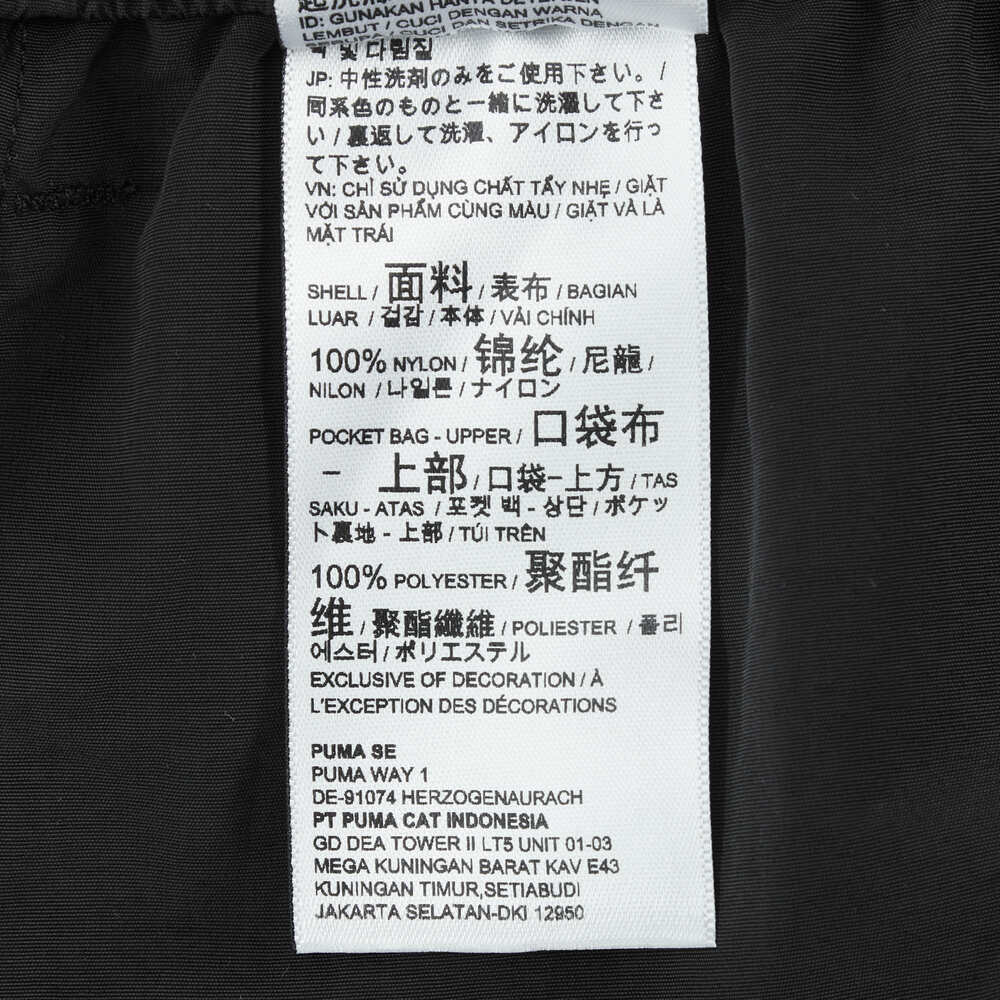 ID: GUNAKAN HANYA DETERJEN
LEMBUT / CUCI DENGAN WARNA
/ CUCI DAN SETRIKA DENGAN
및 다림질
JP: 中性洗剤のみをご使用下さい。/
同系色のものと一緒に洗濯して下さ
い / 裏返して洗濯、アイロンを行っ
て下さい。
VN: CHỈ SỬ DỤNG CHẤT TẨY NHẸ / GIẶT
VỚI SẢN PHẨM CÙNG MÀU / GIẶT VÀ LÀ
MẶT TRÁI
SHELL / 面料 / 表布 / BAGIAN
LUAR / 겉감 / 本体 / VẢI CHÍNH
100% NYLON / 锦纶 / 尼龍 /
NILON / 나일론 / ナイロン
POCKET BAG - UPPER / 口袋布
- 上部 / 口袋-上方 / TAS
SAKU - ATAS / 포켓 백 - 상단 / ポケッ
ト裏地 - 上部 / TÚI TRÊN
100% POLYESTER / 聚酯纤
维 / 聚酯纖維 / POLIESTER / 폴리
에스터 / ポリエステル
EXCLUSIVE OF DECORATION / À
L'EXCEPTION DES DÉCORATIONS
PUMA SE
PUMA WAY 1
DE-91074 HERZOGENAURACH
PT PUMA CAT INDONESIA
GD DEA TOWER II LT5 UNIT 01-03
MEGA KUNINGAN BARAT KAV E43
KUNINGAN TIMUR,SETIABUDI
JAKARTA SELATAN-DKI 12950